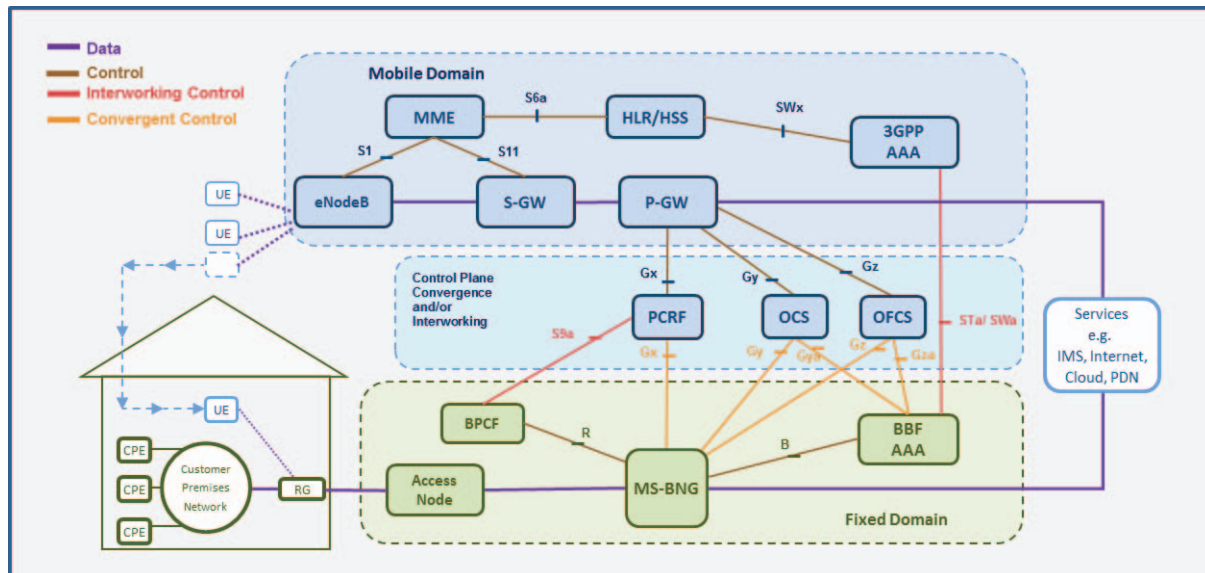 Data
Control
Interworking Control
Convergent Control
Mobile Domain
MME
S6a
HLR/HSS
SWx
3GPP
AAA
S1
S11
UE
eNodeB
S-GW
P-GW
UE
Control Plane
Convergence
and/or
Interworking
Gx
Gy
Gz
PCRF
OCS
OFCS
S9a
Gx
Gy
Gya
Gz
Gza
STa/ SWa
Services
e.g.
IMS, Internet,
Cloud, PDN
UE
BPCF
R
B
BBF
AAA
CPE
CPE
CPE
Customer
Premises
Network
RG
Access
Node
MS-BNG
Fixed Domain